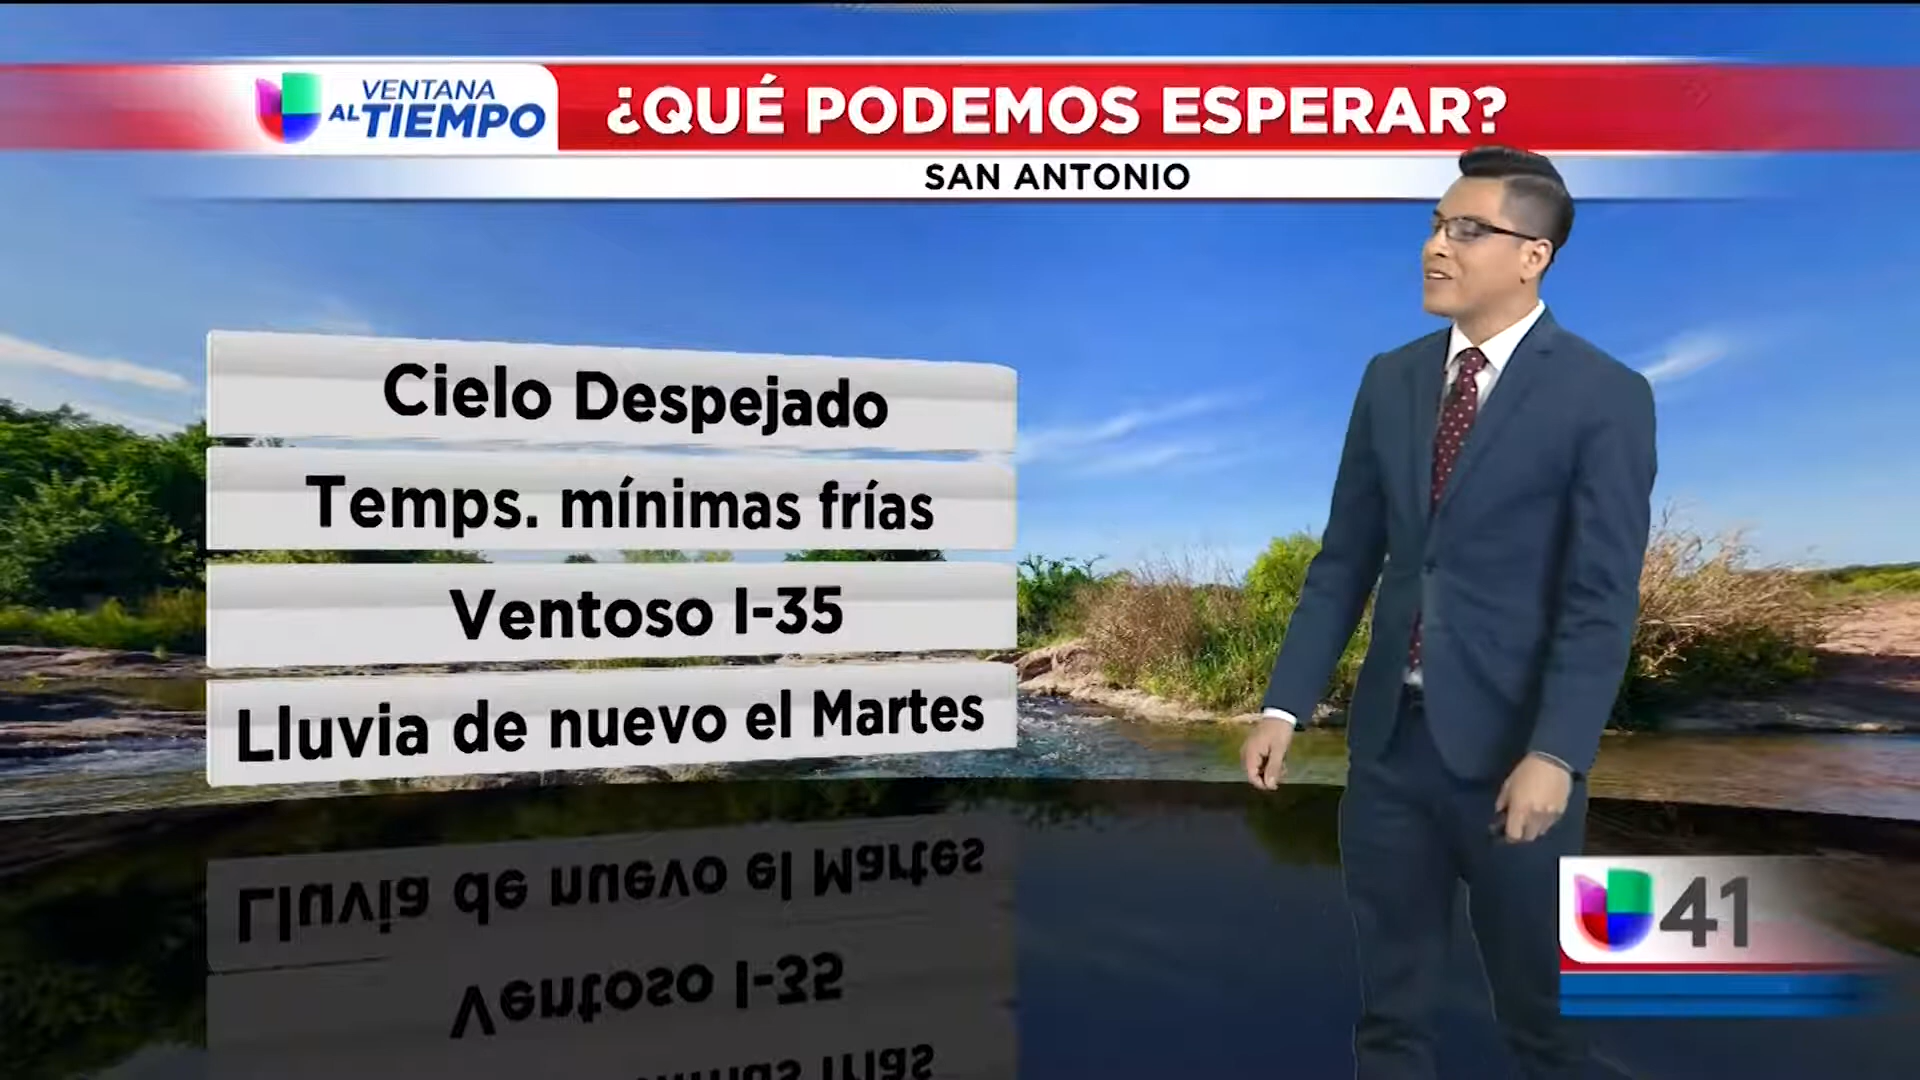 VENTANA
AL TIEMPO
¿QUÉ PODEMOS ESPERAR?
SAN ANTONIO
Cielo Despejado
Temps. mínimas frías
Ventoso I-35
Lluvia de nuevo el Martes
41